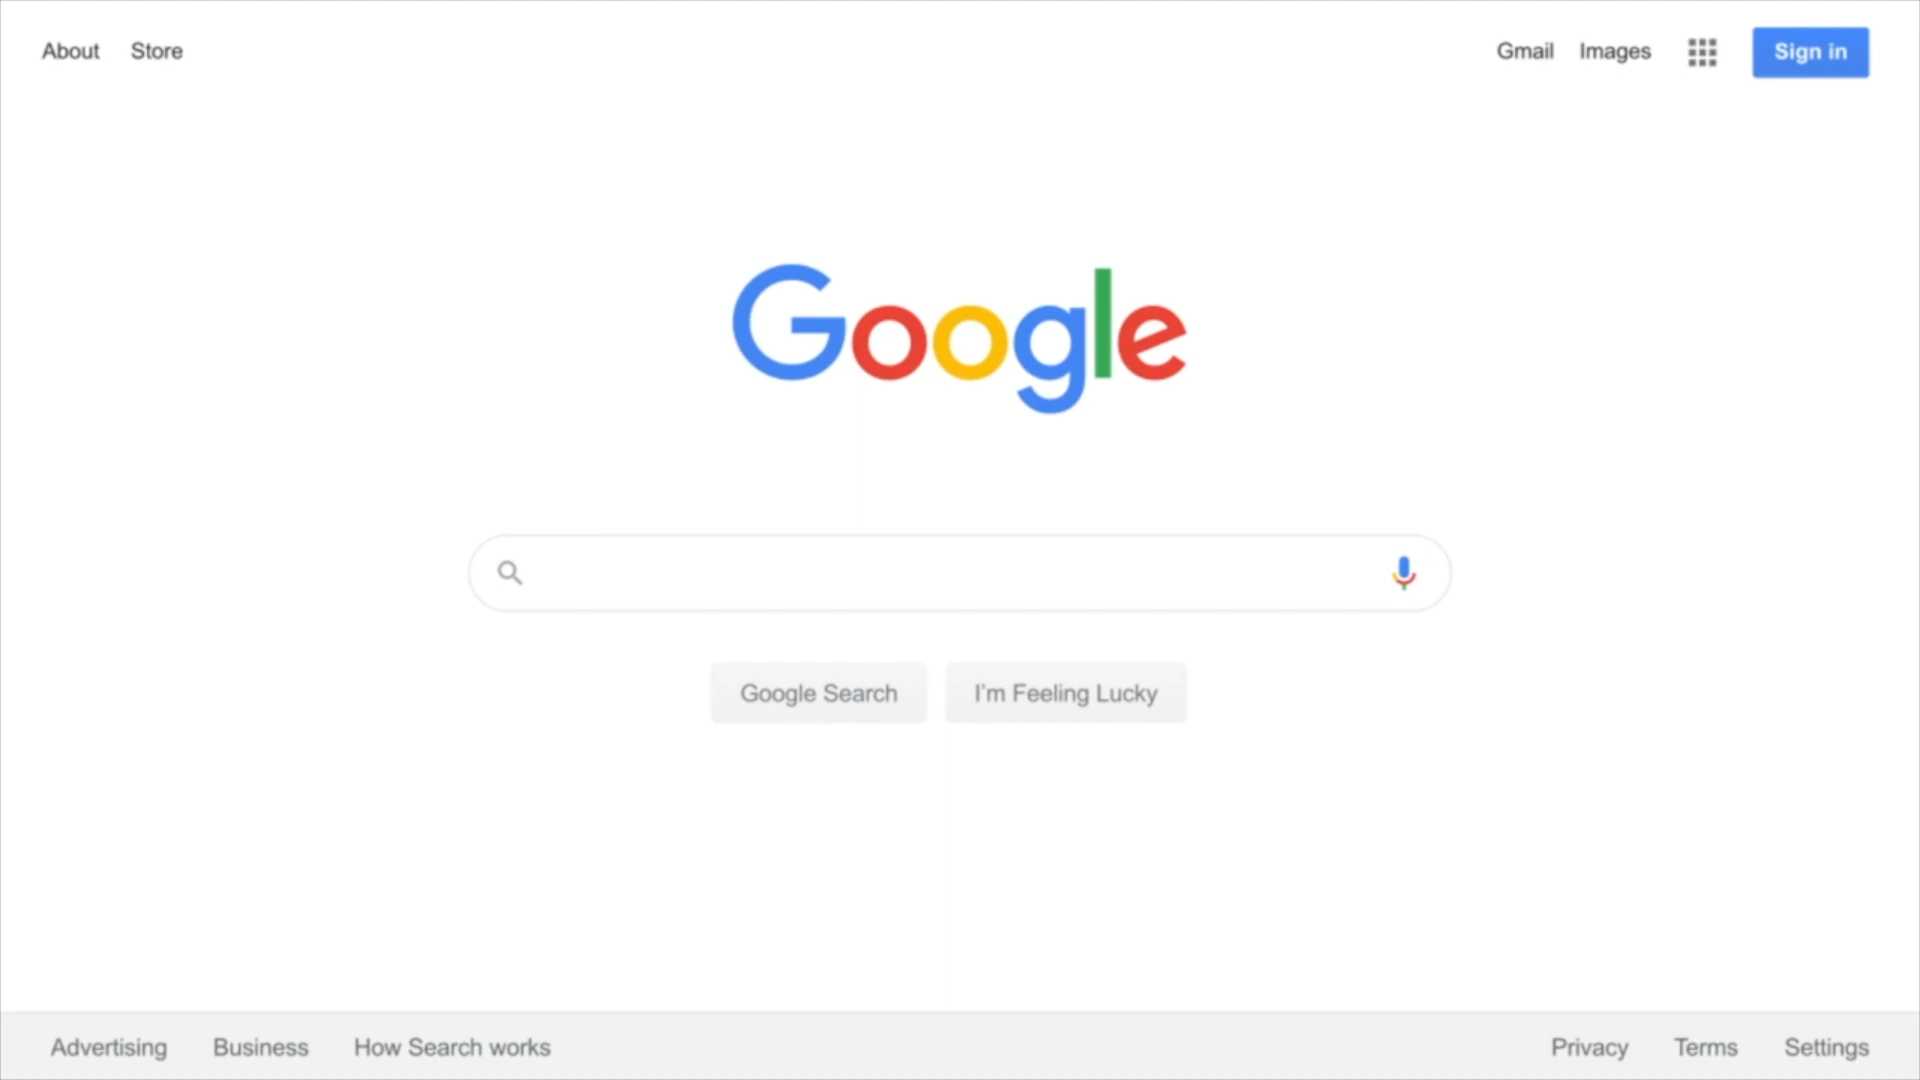 About Store Gmail Images Sign in
Google
Google Search I'm Feeling Lucky
Advertising Business How Search works Privacy Terms Settings